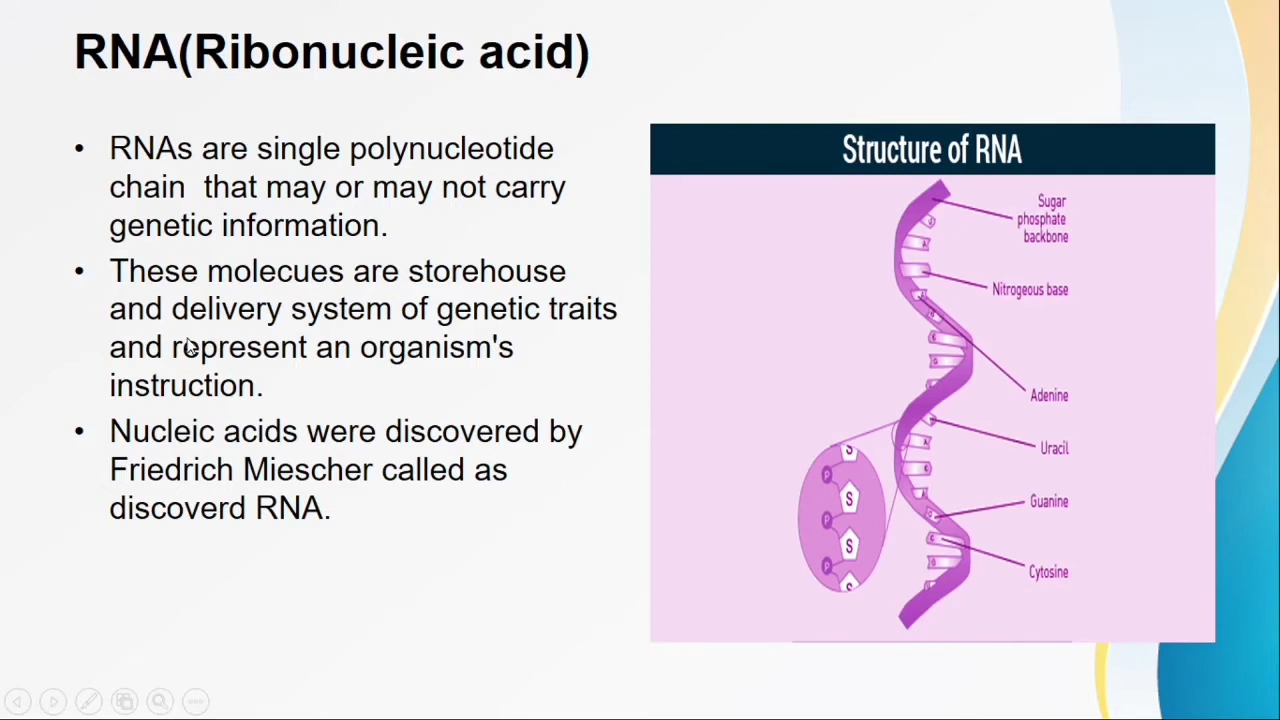 RNA(Ribonucleic acid)
• RNAs are single polynucleotide
chain  that may or may not carry
genetic information.
• These molecues are storehouse
and delivery system of genetic traits
and represent an organism's
instruction.
• Nucleic acids were discovered by
Friedrich Miescher called as
discoverd RNA.
Structure of RNA
Sugar
phosphate
backbone
Nitrogeous base
Adenine
Uracil
Guanine
Cytosine
S
P
S
P
S
P
S